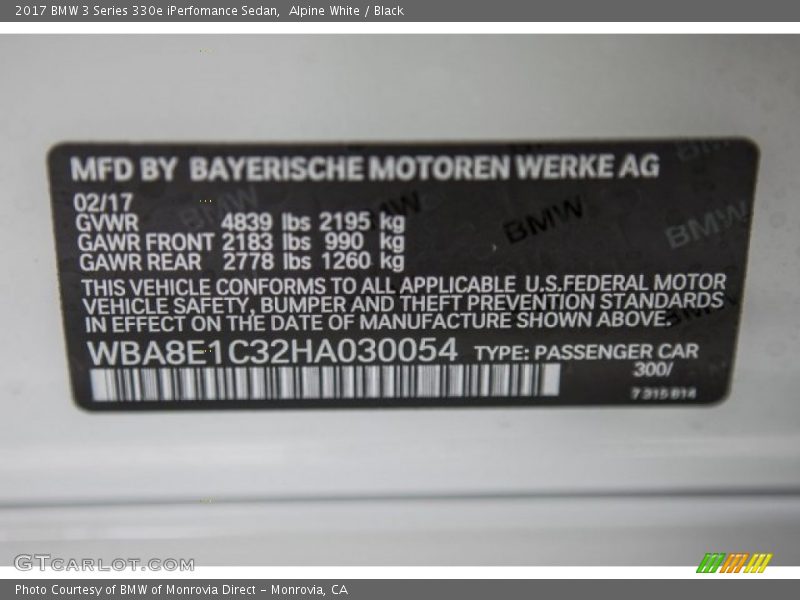 2017 BMW 3 Series 330e iPerfomance Sedan, Alpine White / Black
MFD BY BAYERISCHE MOTOREN WERKE AG
02/17
GVWR 4839 lbs 2195 kg
GAWR FRONT 2183 lbs 990 kg
GAWR REAR 2778 lbs 1260 kg
BMW BMW BMW BMW
THIS VEHICLE CONFORMS TO ALL APPLICABLE U.S.FEDERAL MOTOR
VEHICLE SAFETY, BUMPER AND THEFT PREVENTION STANDARDS
IN EFFECT ON THE DATE OF MANUFACTURE SHOWN ABOVE.
WBA8E1C32HA030054 TYPE: PASSENGER CAR
300/
7 315 814
GTCARLOT.COM
Photo Courtesy of BMW of Monrovia Direct – Monrovia, CA